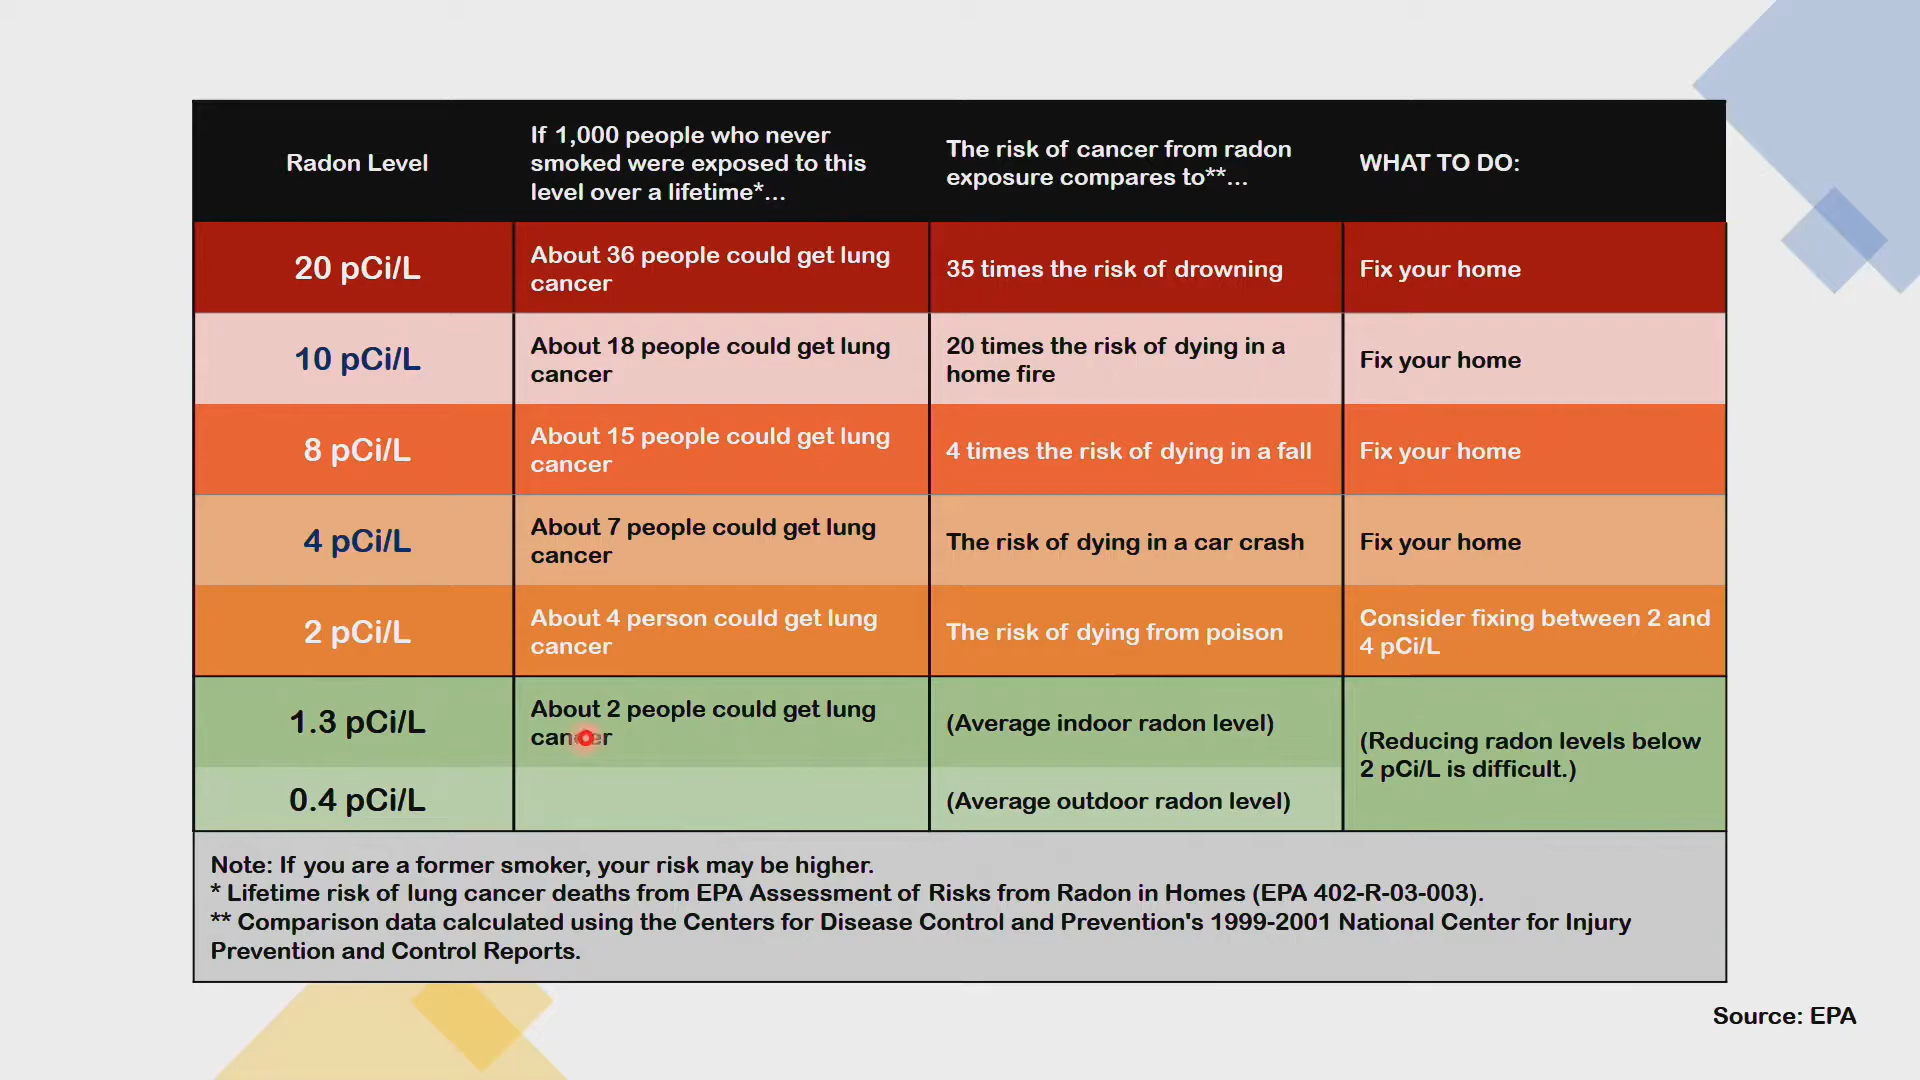 Radon Level
If 1,000 people who never
smoked were exposed to this
level over a lifetime*...
The risk of cancer from radon
exposure compares to**...
WHAT TO DO:
20 pCi/L
About 36 people could get lung
cancer
35 times the risk of drowning
Fix your home
10 pCi/L
About 18 people could get lung
cancer
20 times the risk of dying in a
home fire
Fix your home
8 pCi/L
About 15 people could get lung
cancer
4 times the risk of dying in a fall
Fix your home
4 pCi/L
About 7 people could get lung
cancer
The risk of dying in a car crash
Fix your home
2 pCi/L
About 4 person could get lung
cancer
The risk of dying from poison
Consider fixing between 2 and
4 pCi/L
1.3 pCi/L
About 2 people could get lung
cancer
(Average indoor radon level)
(Reducing radon levels below
2 pCi/L is difficult.)
0.4 pCi/L
(Average outdoor radon level)
Note: If you are a former smoker, your risk may be higher.
* Lifetime risk of lung cancer deaths from EPA Assessment of Risks from Radon in Homes (EPA 402-R-03-003).
** Comparison data calculated using the Centers for Disease Control and Prevention's 1999-2001 National Center for Injury
Prevention and Control Reports.
Source: EPA